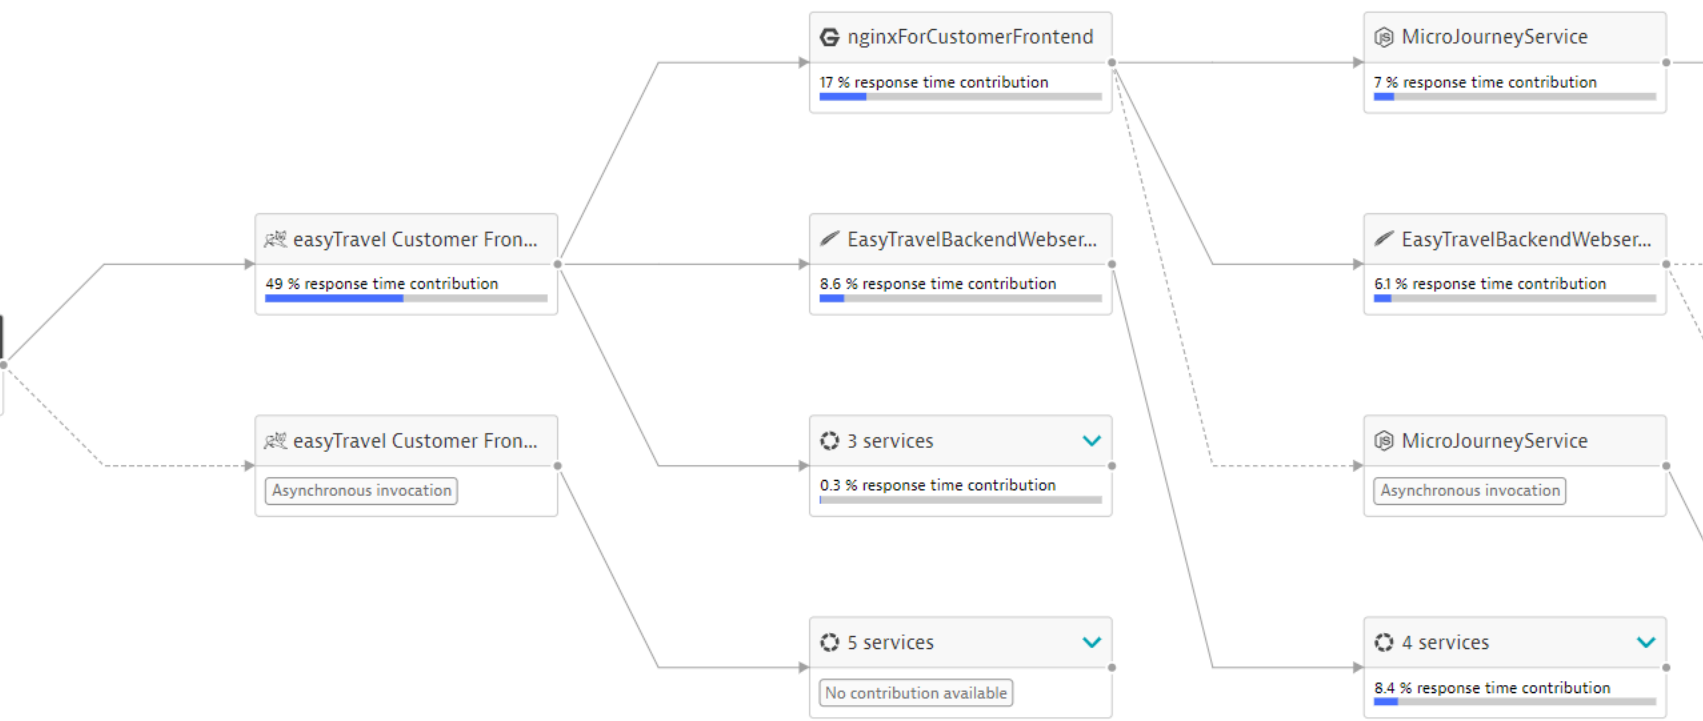 nginxForCustomerFrontend
17 % response time contribution
MicroJourneyService
7 % response time contribution
easyTravel Customer Fron...
49 % response time contribution
EasyTravelBackendWebser...
8.6 % response time contribution
EasyTravelBackendWebser...
6.1 % response time contribution
easyTravel Customer Fron...
Asynchronous invocation
3 services
0.3 % response time contribution
MicroJourneyService
Asynchronous invocation
5 services
No contribution available
4 services
8.4 % response time contribution